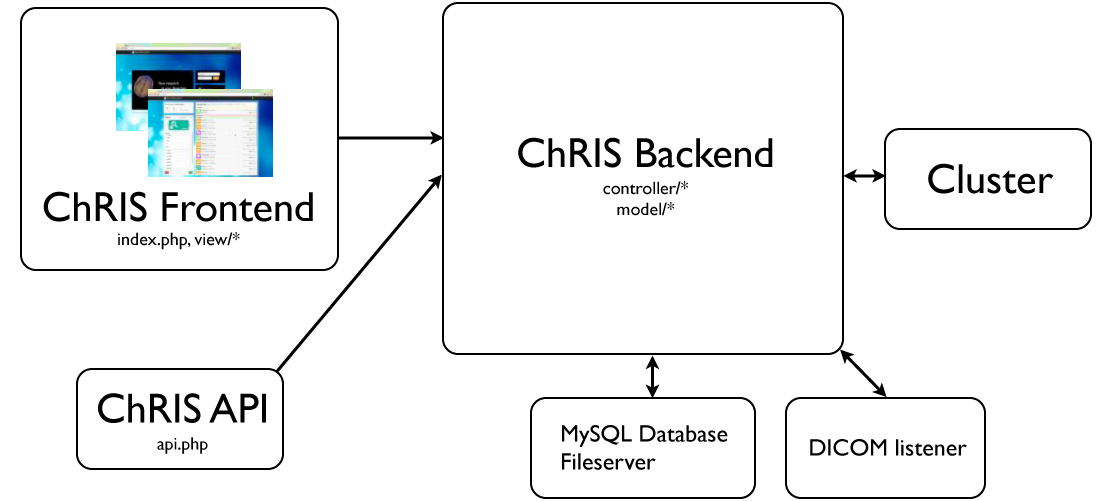 ChRIS Frontend
index.php, view/*
ChRIS Backend
controller/*
model/*
Cluster
ChRIS API
api.php
MySQL Database
Fileserver
DICOM listener